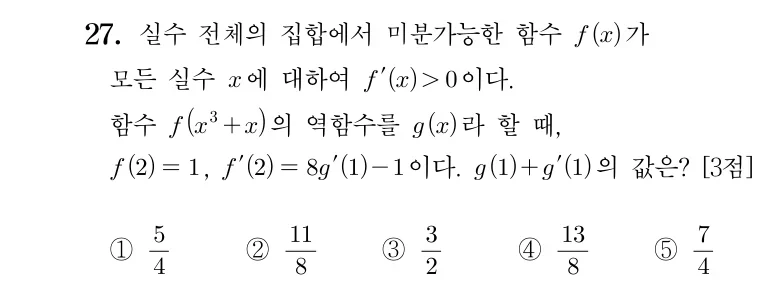 27. 실수 전체의 집합에서 미분가능한 함수 f(x)가
모든 실수 x에 대하여 f′(x)>0이다.
함수 f(x³+x)의 역함수를 g(x)라 할 때,
f(2)=1, f′(2)=8g′(1)-1이다. g(1)+g′(1)의 값은? [3점]
① 5/4 ② 11/8 ③ 3/2 ④ 13/8 ⑤ 7/4